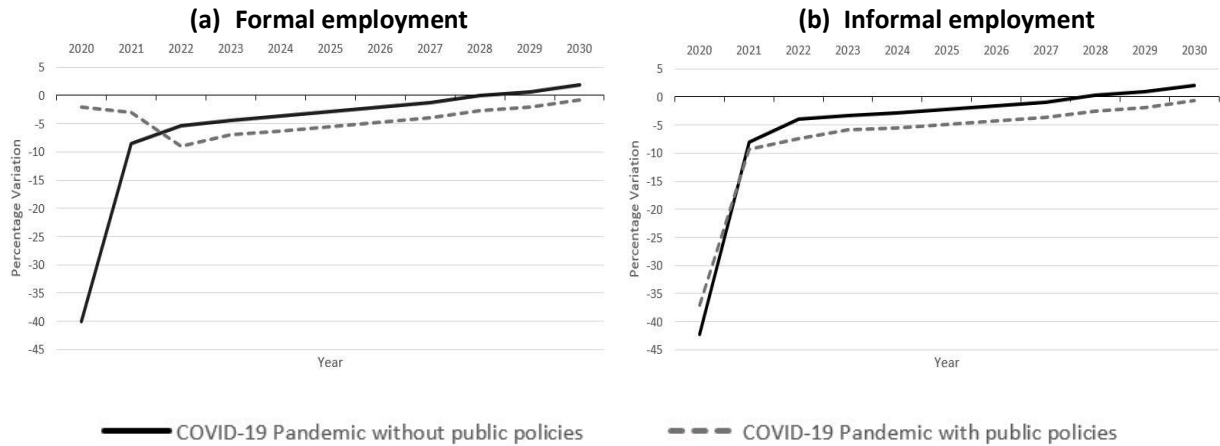 (a) Formal employment
2020 2021 2022 2023 2024 2025 2026 2027 2028 2029 2030
5
0
-5
-10
-15
-20
-25
-30
-35
-40
-45
Percentage Variation
Year
(b) Informal employment
2020 2021 2022 2023 2024 2025 2026 2027 2028 2029 2030
5
0
-5
-10
-15
-20
-25
-30
-35
-40
-45
Percentage Variation
Year
COVID-19 Pandemic without public policies
COVID-19 Pandemic with public policies